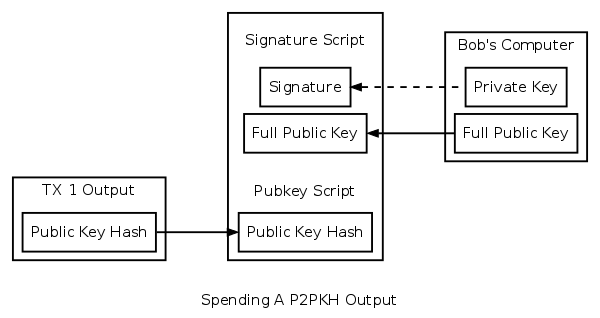 Signature Script
Signature
Full Public Key
Pubkey Script
Public Key Hash
Bob's Computer
Private Key
Full Public Key
TX 1 Output
Public Key Hash
Spending A P2PKH Output